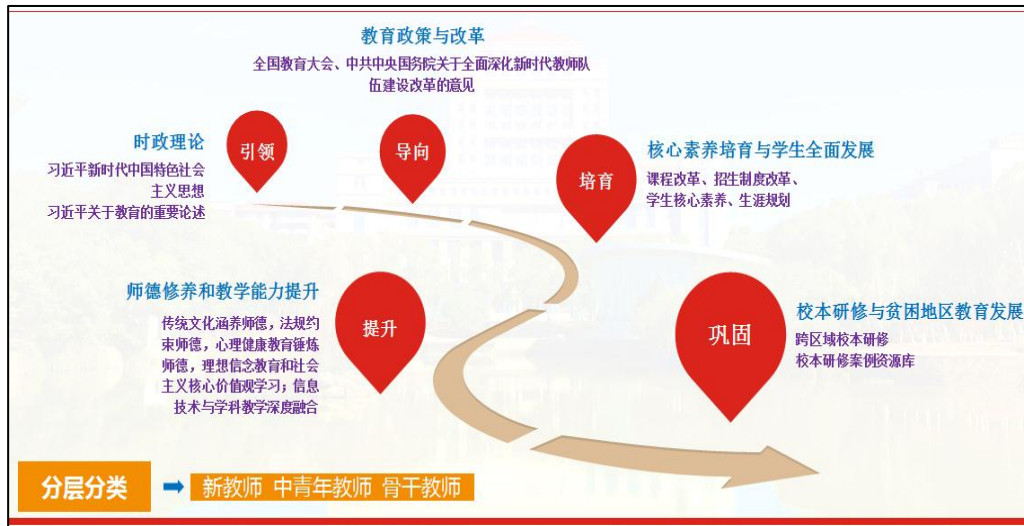 教育政策与改革
全国教育大会、中共中央国务院关于全面深化新时代教师队
伍建设改革的意见
时政理论
习近平新时代中国特色社会
主义思想
习近平关于教育的重要论述
引领
导向
培育
核心素养培育与学生全面发展
课程改革、招生制度改革、
学生核心素养、生涯规划
师德修养和教学能力提升
传统文化涵养师德，法规约
束师德，心理健康教育锤炼
师德，理想信念教育和社会
主义核心价值观学习；信息
技术与学科教学深度融合
提升
巩固
校本研修与贫困地区教育发展
跨区域校本研修
校本研修案例资源库
分层分类
新教师 中青年教师 骨干教师